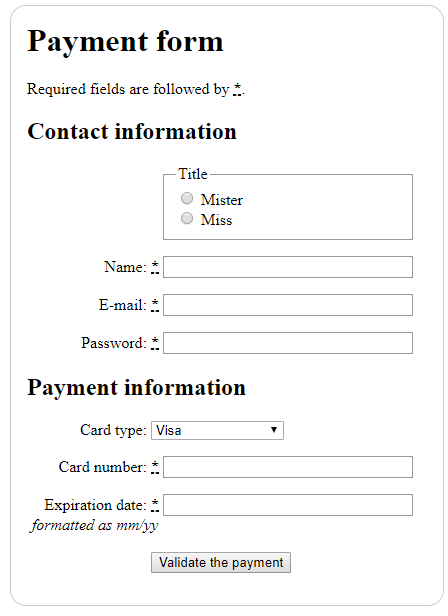 Payment form
Required fields are followed by *.
Contact information
Title
Mister
Miss
Name: *
E-mail: *
Password: *
Payment information
Card type: Visa
Card number: *
Expiration date: *
formatted as mm/yy
Validate the payment